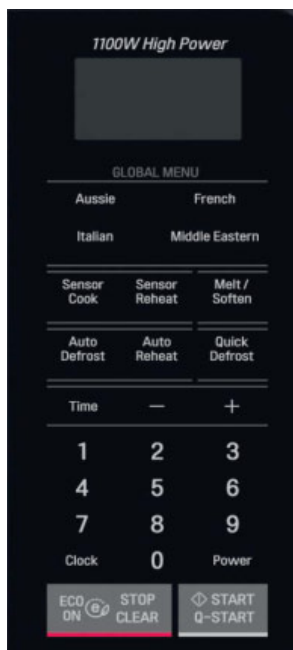 1100W High Power
GLOBAL MENU
Aussie French
Italian Middle Eastern
Sensor Cook
Sensor Reheat
Melt / Soften
Auto Defrost
Auto Reheat
Quick Defrost
Time — +
1 2 3
4 5 6
7 8 9
Clock 0 Power
ECO ON e STOP CLEAR
START Q-START